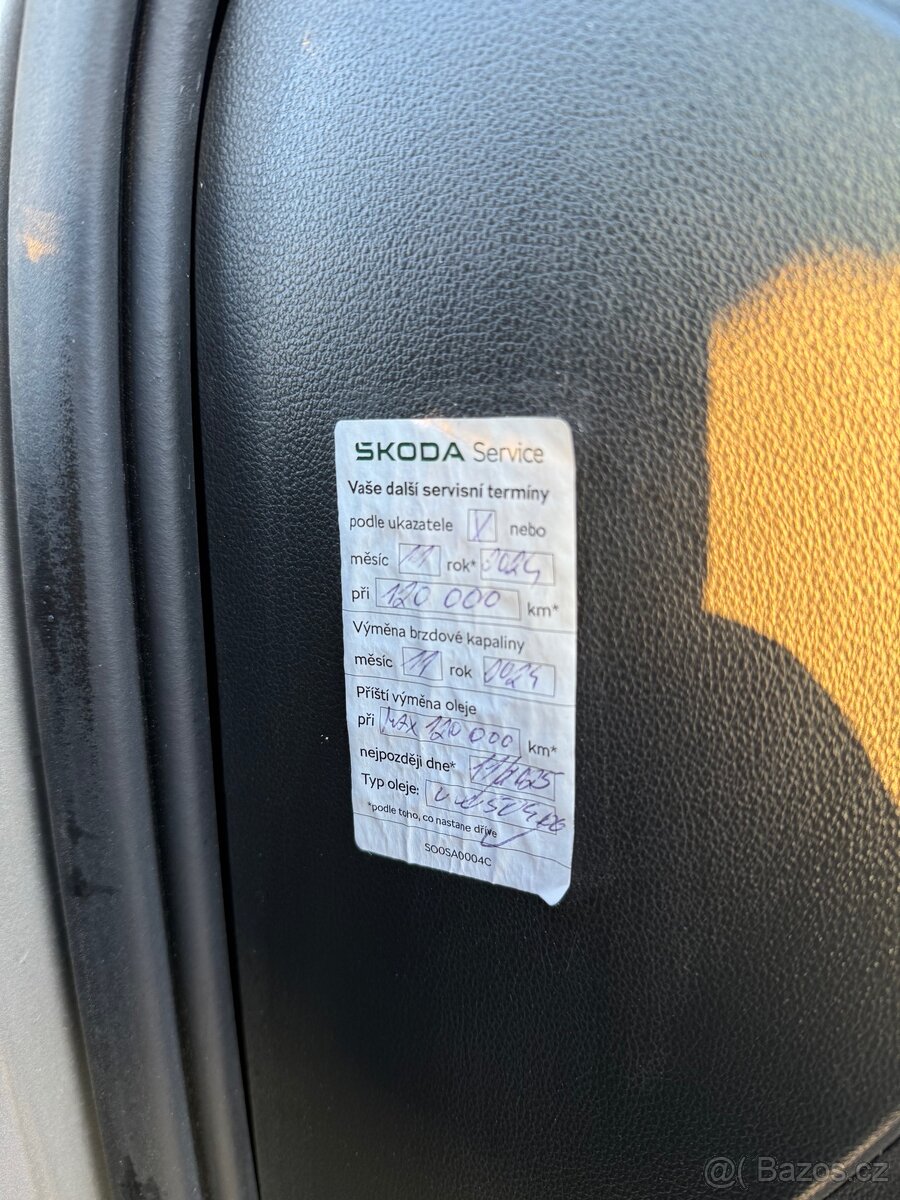 ŠKODA Service
Vaše další servisní termíny
podle ukazatele X nebo
měsíc 11 rok* 2024
při 120 000 km*
Výměna brzdové kapaliny
měsíc 11 rok 2024
Příští výměna oleje
při MAX 120 000 km*
nejpozději dne* 11/2025
Typ oleje:
*podle toho, co nastane dříve
SO0SA0004C
@( Bazos.cz